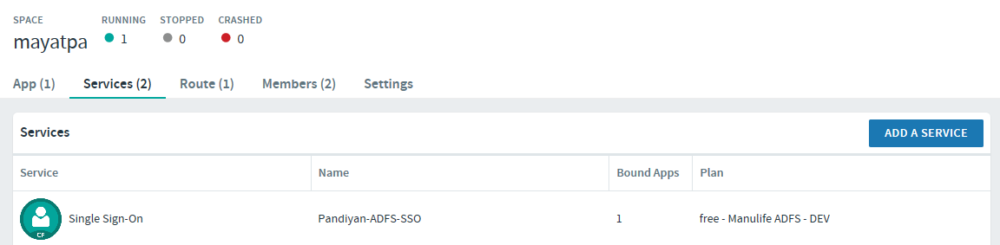 SPACE RUNNING STOPPED CRASHED
mayatpa 1 0 0
App (1) Services (2) Route (1) Members (2) Settings
Services ADD A SERVICE
Service Name Bound Apps Plan
Single Sign-On Pandiyan-ADFS-SSO 1 free - Manulife ADFS - DEV
CF